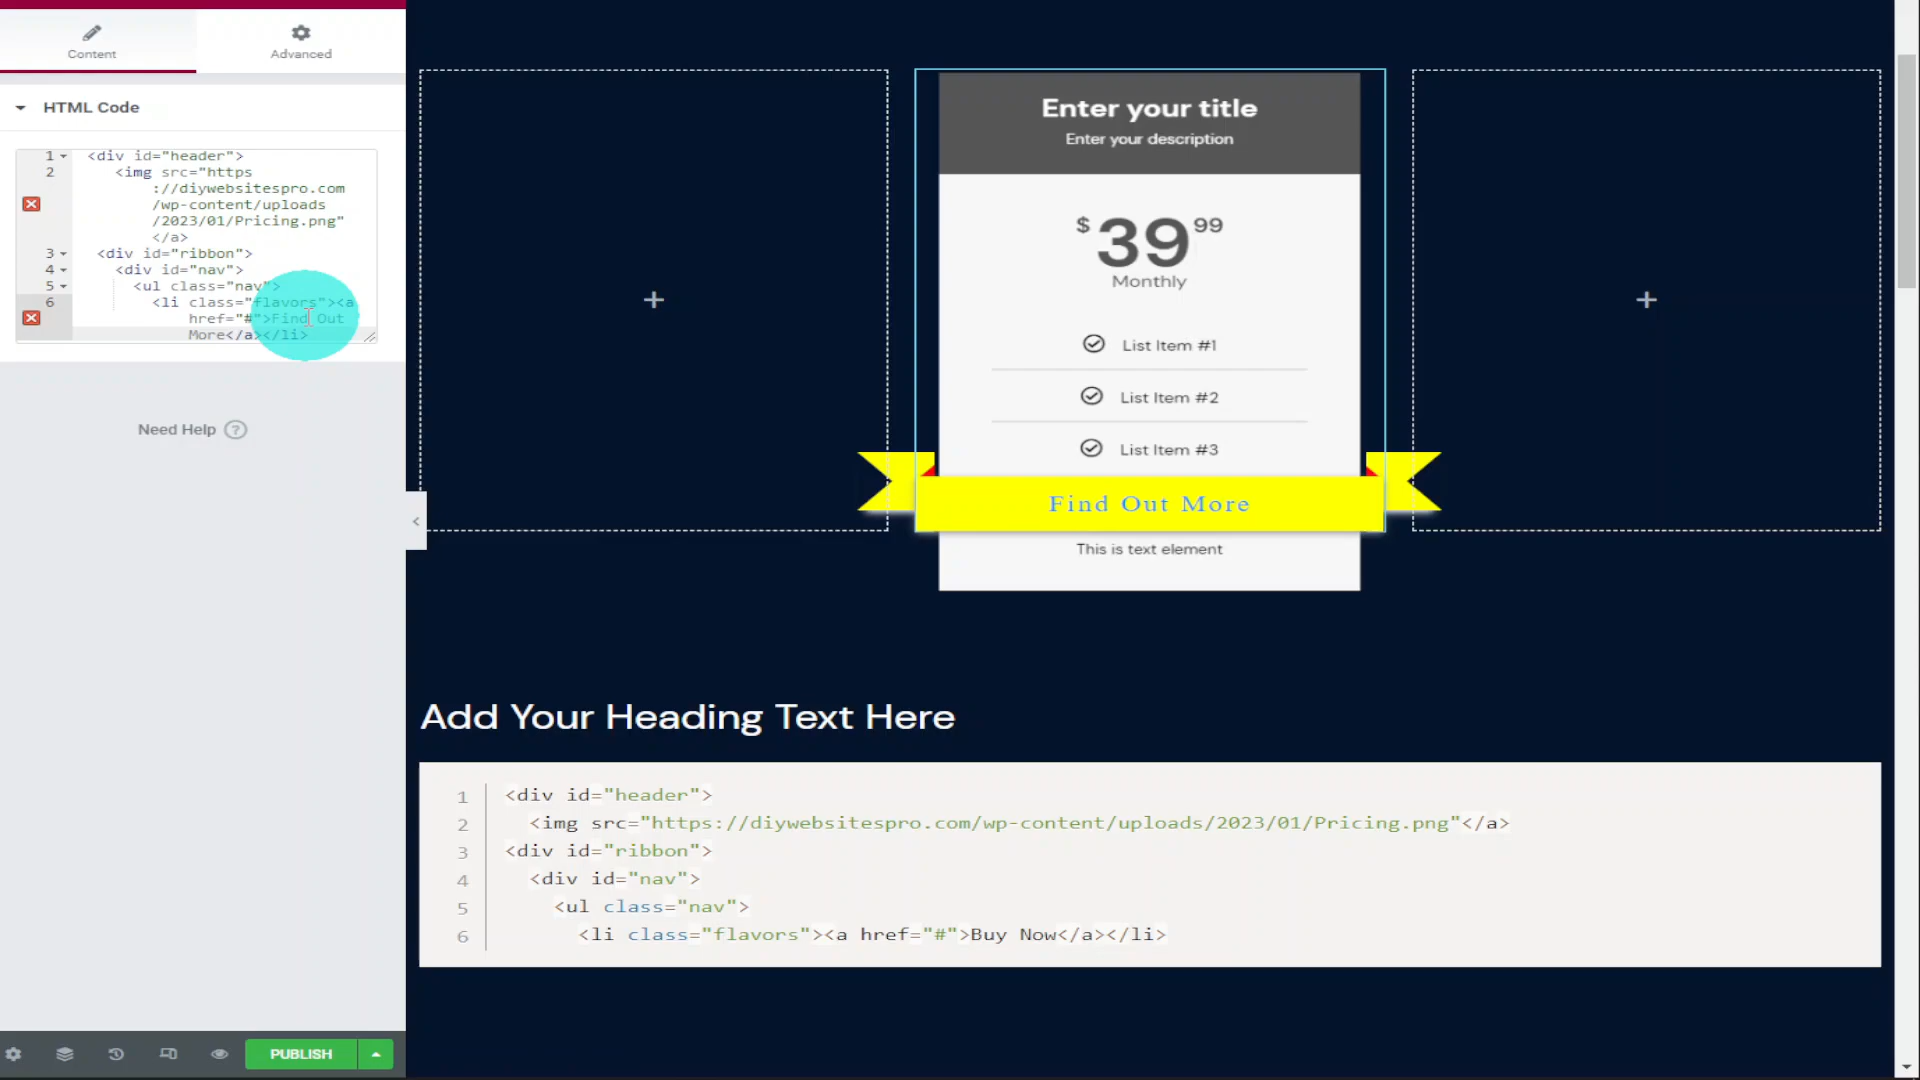 Content
Advanced
HTML Code
1 <div id="header">
2 <img src="https
://diywebsitespro.com
/wp-content/uploads
/2023/01/Pricing.png"
</a>
3 <div id="ribbon">
4 <div id="nav">
5 <ul class="nav">
6 <li class="flavors"><a
href="#">Find Out
More</a></li>
Need Help ?
PUBLISH
Enter your title
Enter your description
$39 99
Monthly
List Item #1
List Item #2
List Item #3
Find Out More
This is text element
Add Your Heading Text Here
1 <div id="header">
2 <img src="https://diywebsitespro.com/wp-content/uploads/2023/01/Pricing.png"</a>
3 <div id="ribbon">
4 <div id="nav">
5 <ul class="nav">
6 <li class="flavors"><a href="#">Buy Now</a></li>